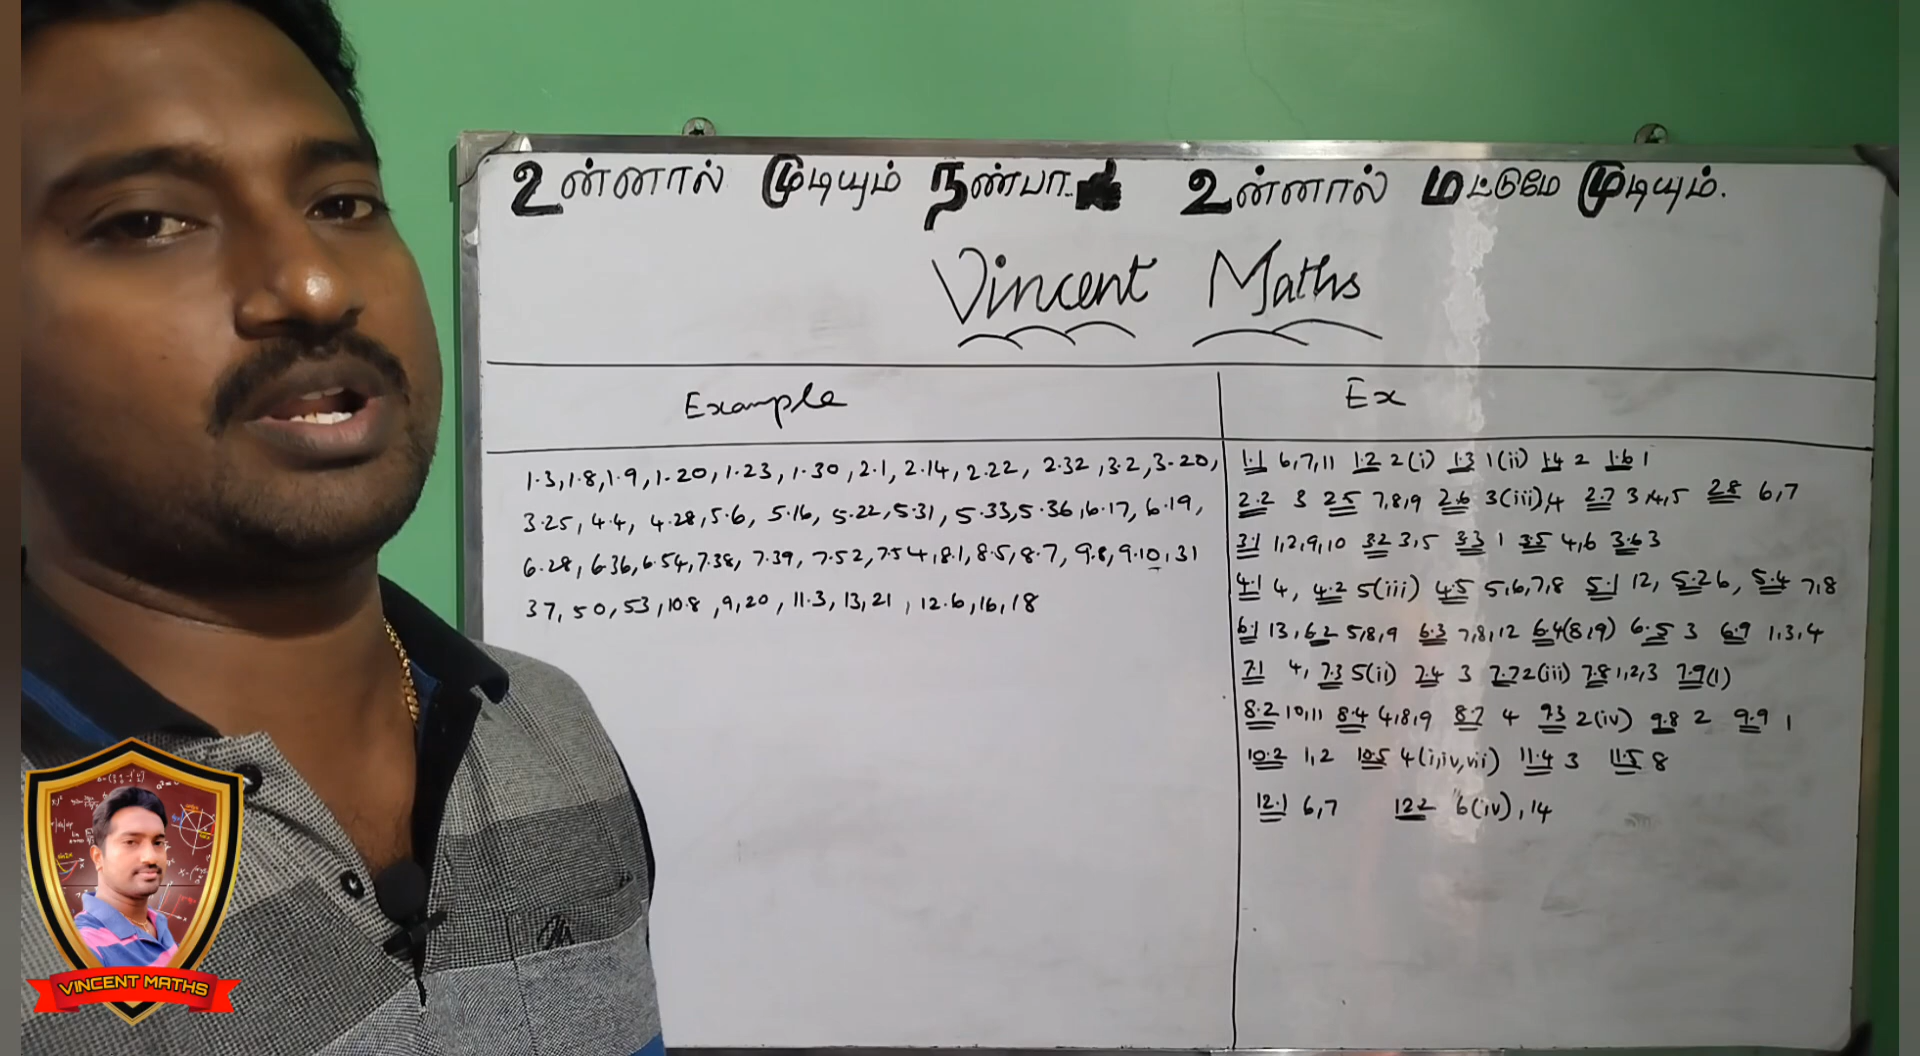 உன்னால் முடியும் நண்பா.. உன்னால் மட்டுமே முடியும்.
Vincent Maths
Example
1.3, 1.8, 1.9, 1.20, 1.23, 1.30, 2.1, 2.14, 2.22, 2.32, 3.2, 3.20,
3.25, 4.4, 4.28, 5.6, 5.16, 5.22, 5.31, 5.33, 5.36, 6.17, 6.19,
6.28, 6.36, 6.54, 7.38, 7.39, 7.52, 7.54, 8.1, 8.5, 8.7, 9.8, 9.10, 31
37, 50, 53, 10.8, 9, 20, 11.3, 13, 21, 12.6, 16, 18
Ex
1.1 6,7,11 1.2 2(i) 1.3 1(ii) 1.4 2 1.6 1
2.2 3 2.5 7,8,9 2.6 3(iii),4 2.7 3,4,5 2.8 6,7
3.1 1,2,9,10 3.2 3,5 3.3 1 3.5 4,6 3.6 3
4.1 4, 4.2 5(iii) 4.5 5,6,7,8 5.1 12, 5.2 6, 5.4 7,8
6.1 13, 6.2 5,8,9 6.3 7,8,12 6.4(8,9) 6.5 3 6.9 1,3,4
7.1 4, 7.3 5(ii) 7.4 3 7.7 2(iii) 7.8 1,2,3 7.9(1)
8.2 10,11 8.4 4,8,9 8.7 4 9.3 2(iv) 9.8 2 9.9 1
10.2 1,2 10.5 4(i,iv,vii) 11.4 3 11.5 8
12.1 6,7 12.2 6(iv),14
VINCENT MATHS